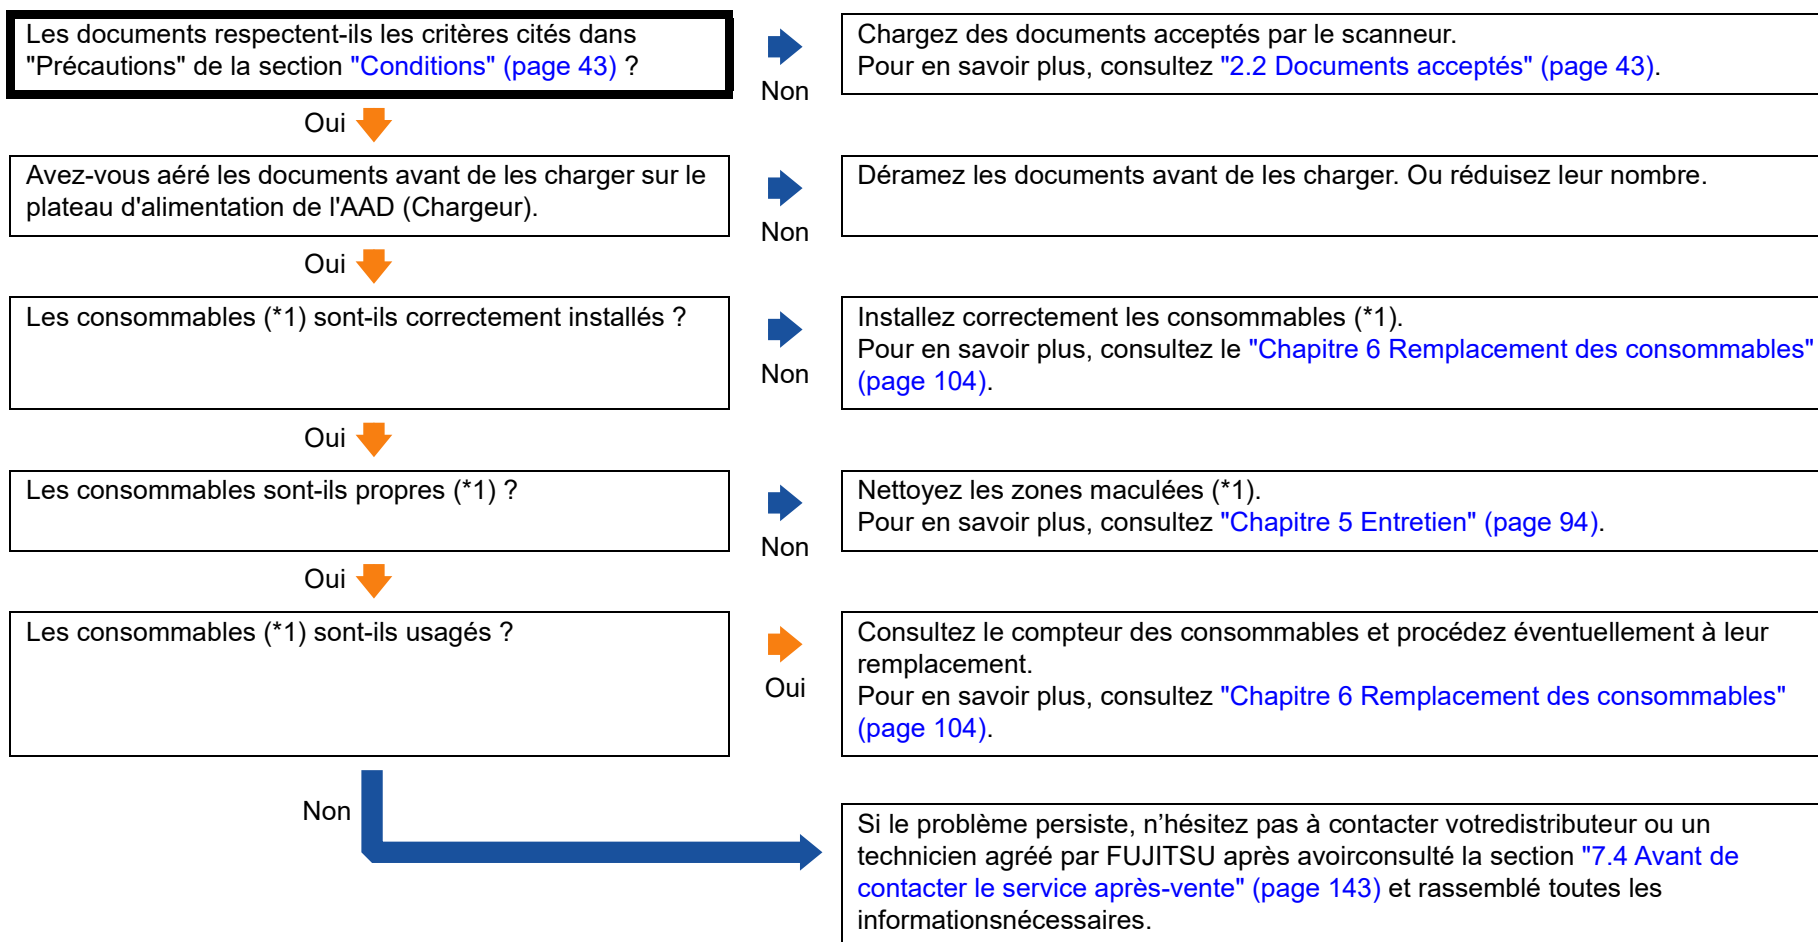 Les documents respectent-ils les critères cités dans
"Précautions" de la section "Conditions" (page 43) ?
Non
Chargez des documents acceptés par le scanneur.
Pour en savoir plus, consultez "2.2 Documents acceptés" (page 43).
Oui
Avez-vous aéré les documents avant de les charger sur le
plateau d'alimentation de l'AAD (Chargeur).
Non
Déramez les documents avant de les charger. Ou réduisez leur nombre.
Oui
Les consommables (*1) sont-ils correctement installés ?
Non
Installez correctement les consommables (*1).
Pour en savoir plus, consultez le "Chapitre 6 Remplacement des consommables"
(page 104).
Oui
Les consommables sont-ils propres (*1) ?
Non
Nettoyez les zones maculées (*1).
Pour en savoir plus, consultez "Chapitre 5 Entretien" (page 94).
Oui
Les consommables (*1) sont-ils usagés ?
Oui
Consultez le compteur des consommables et procédez éventuellement à leur
remplacement.
Pour en savoir plus, consultez "Chapitre 6 Remplacement des consommables"
(page 104).
Non
Si le problème persiste, n’hésitez pas à contacter votredistributeur ou un
technicien agréé par FUJITSU après avoirconsulté la section "7.4 Avant de
contacter le service après-vente" (page 143) et rassemblé toutes les
informationsnécessaires.